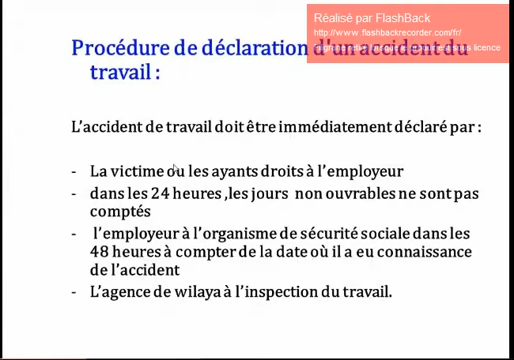 Réalisé par FlashBack
http://www.flashbackrecorder.com/fr/
Procédure de déclaration d'un accident du
travail :
L'accident de travail doit être immédiatement déclaré par :
- La victime ou les ayants droits à l'employeur
- dans les 24 heures ,les jours non ouvrables ne sont pas
comptés
- l'employeur à l'organisme de sécurité sociale dans les
48 heures à compter de la date où il a eu connaissance
de l'accident
- L'agence de wilaya à l'inspection du travail.